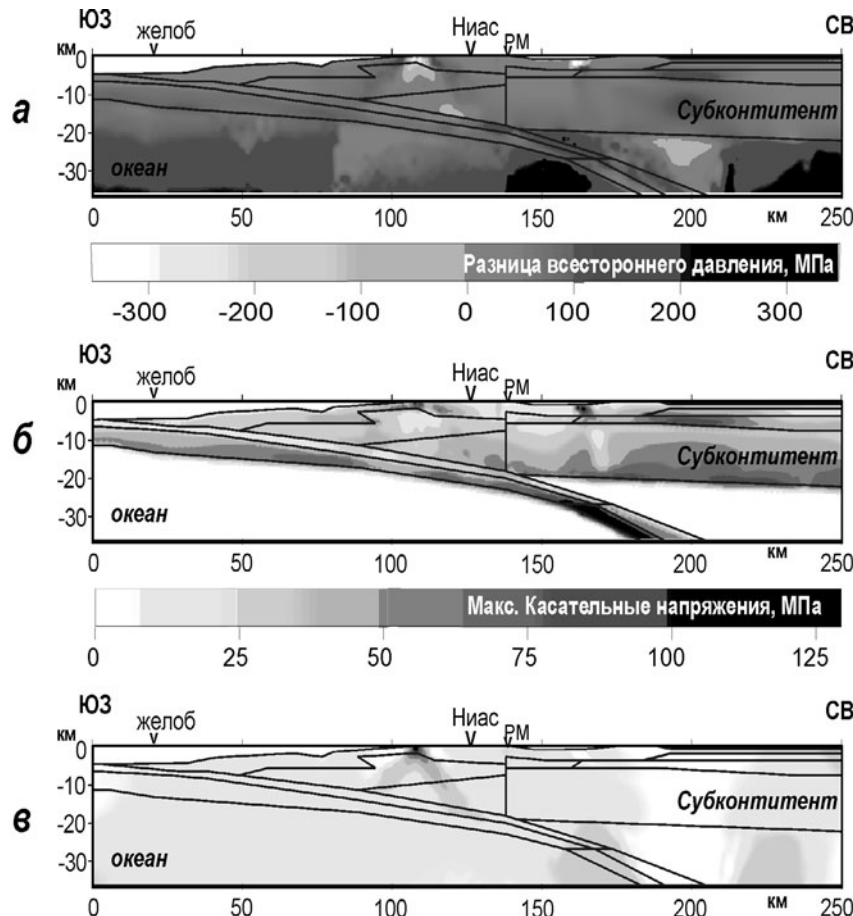 ЮЗ СВ
желоб Ниас РМ
км
0
-10
-20
-30
а
Субконтитент
океан
0 50 100 150 200 км 250
Разница всестороннего давления, МПа
-300 -200 -100 0 100 200 300
ЮЗ СВ
желоб Ниас РМ
км
0
-10
-20
-30
б
Субконтитент
океан
0 50 100 150 200 км 250
Макс. Касательные напряжения, МПа
0 25 50 75 100 125
ЮЗ СВ
желоб Ниас РМ
км
0
-10
-20
-30
в
Субконтитент
океан
0 50 100 150 200 км 250